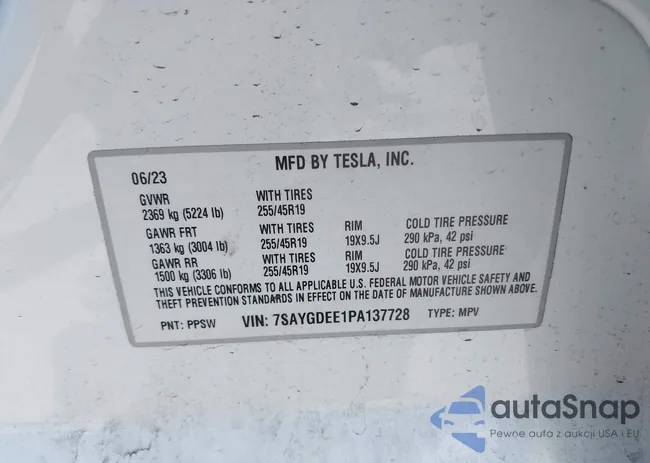 MFD BY TESLA, INC.
06/23
GVWR WITH TIRES
2369 kg (5224 lb) 255/45R19
GAWR FRT WITH TIRES RIM COLD TIRE PRESSURE
1363 kg (3004 lb) 255/45R19 19X9.5J 290 kPa, 42 psi
GAWR RR WITH TIRES RIM COLD TIRE PRESSURE
1500 kg (3306 lb) 255/45R19 19X9.5J 290 kPa, 42 psi
THIS VEHICLE CONFORMS TO ALL APPLICABLE U.S. FEDERAL MOTOR VEHICLE SAFETY AND
THEFT PREVENTION STANDARDS IN EFFECT ON THE DATE OF MANUFACTURE SHOWN ABOVE.
PNT: PPSW VIN: 7SAYGDEE1PA137728 TYPE: MPV
autaSnap
Pewne auta z aukcji USA i EU